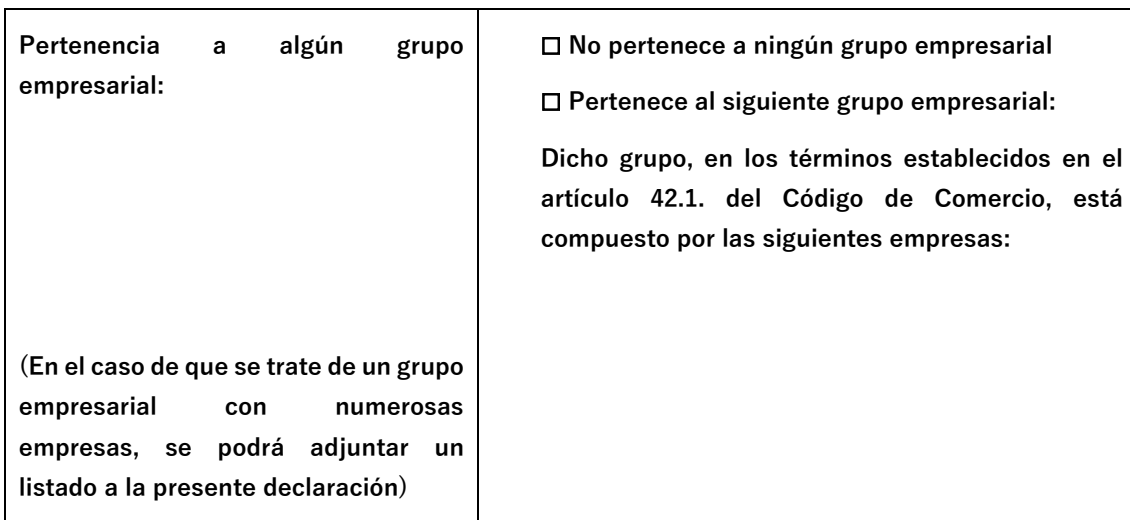 Pertenencia a algún grupo
empresarial:
(En el caso de que se trate de un grupo
empresarial con numerosas
empresas, se podrá adjuntar un
listado a la presente declaración)
☐ No pertenece a ningún grupo empresarial
☐ Pertenece al siguiente grupo empresarial:
Dicho grupo, en los términos establecidos en el
artículo 42.1. del Código de Comercio, está
compuesto por las siguientes empresas: